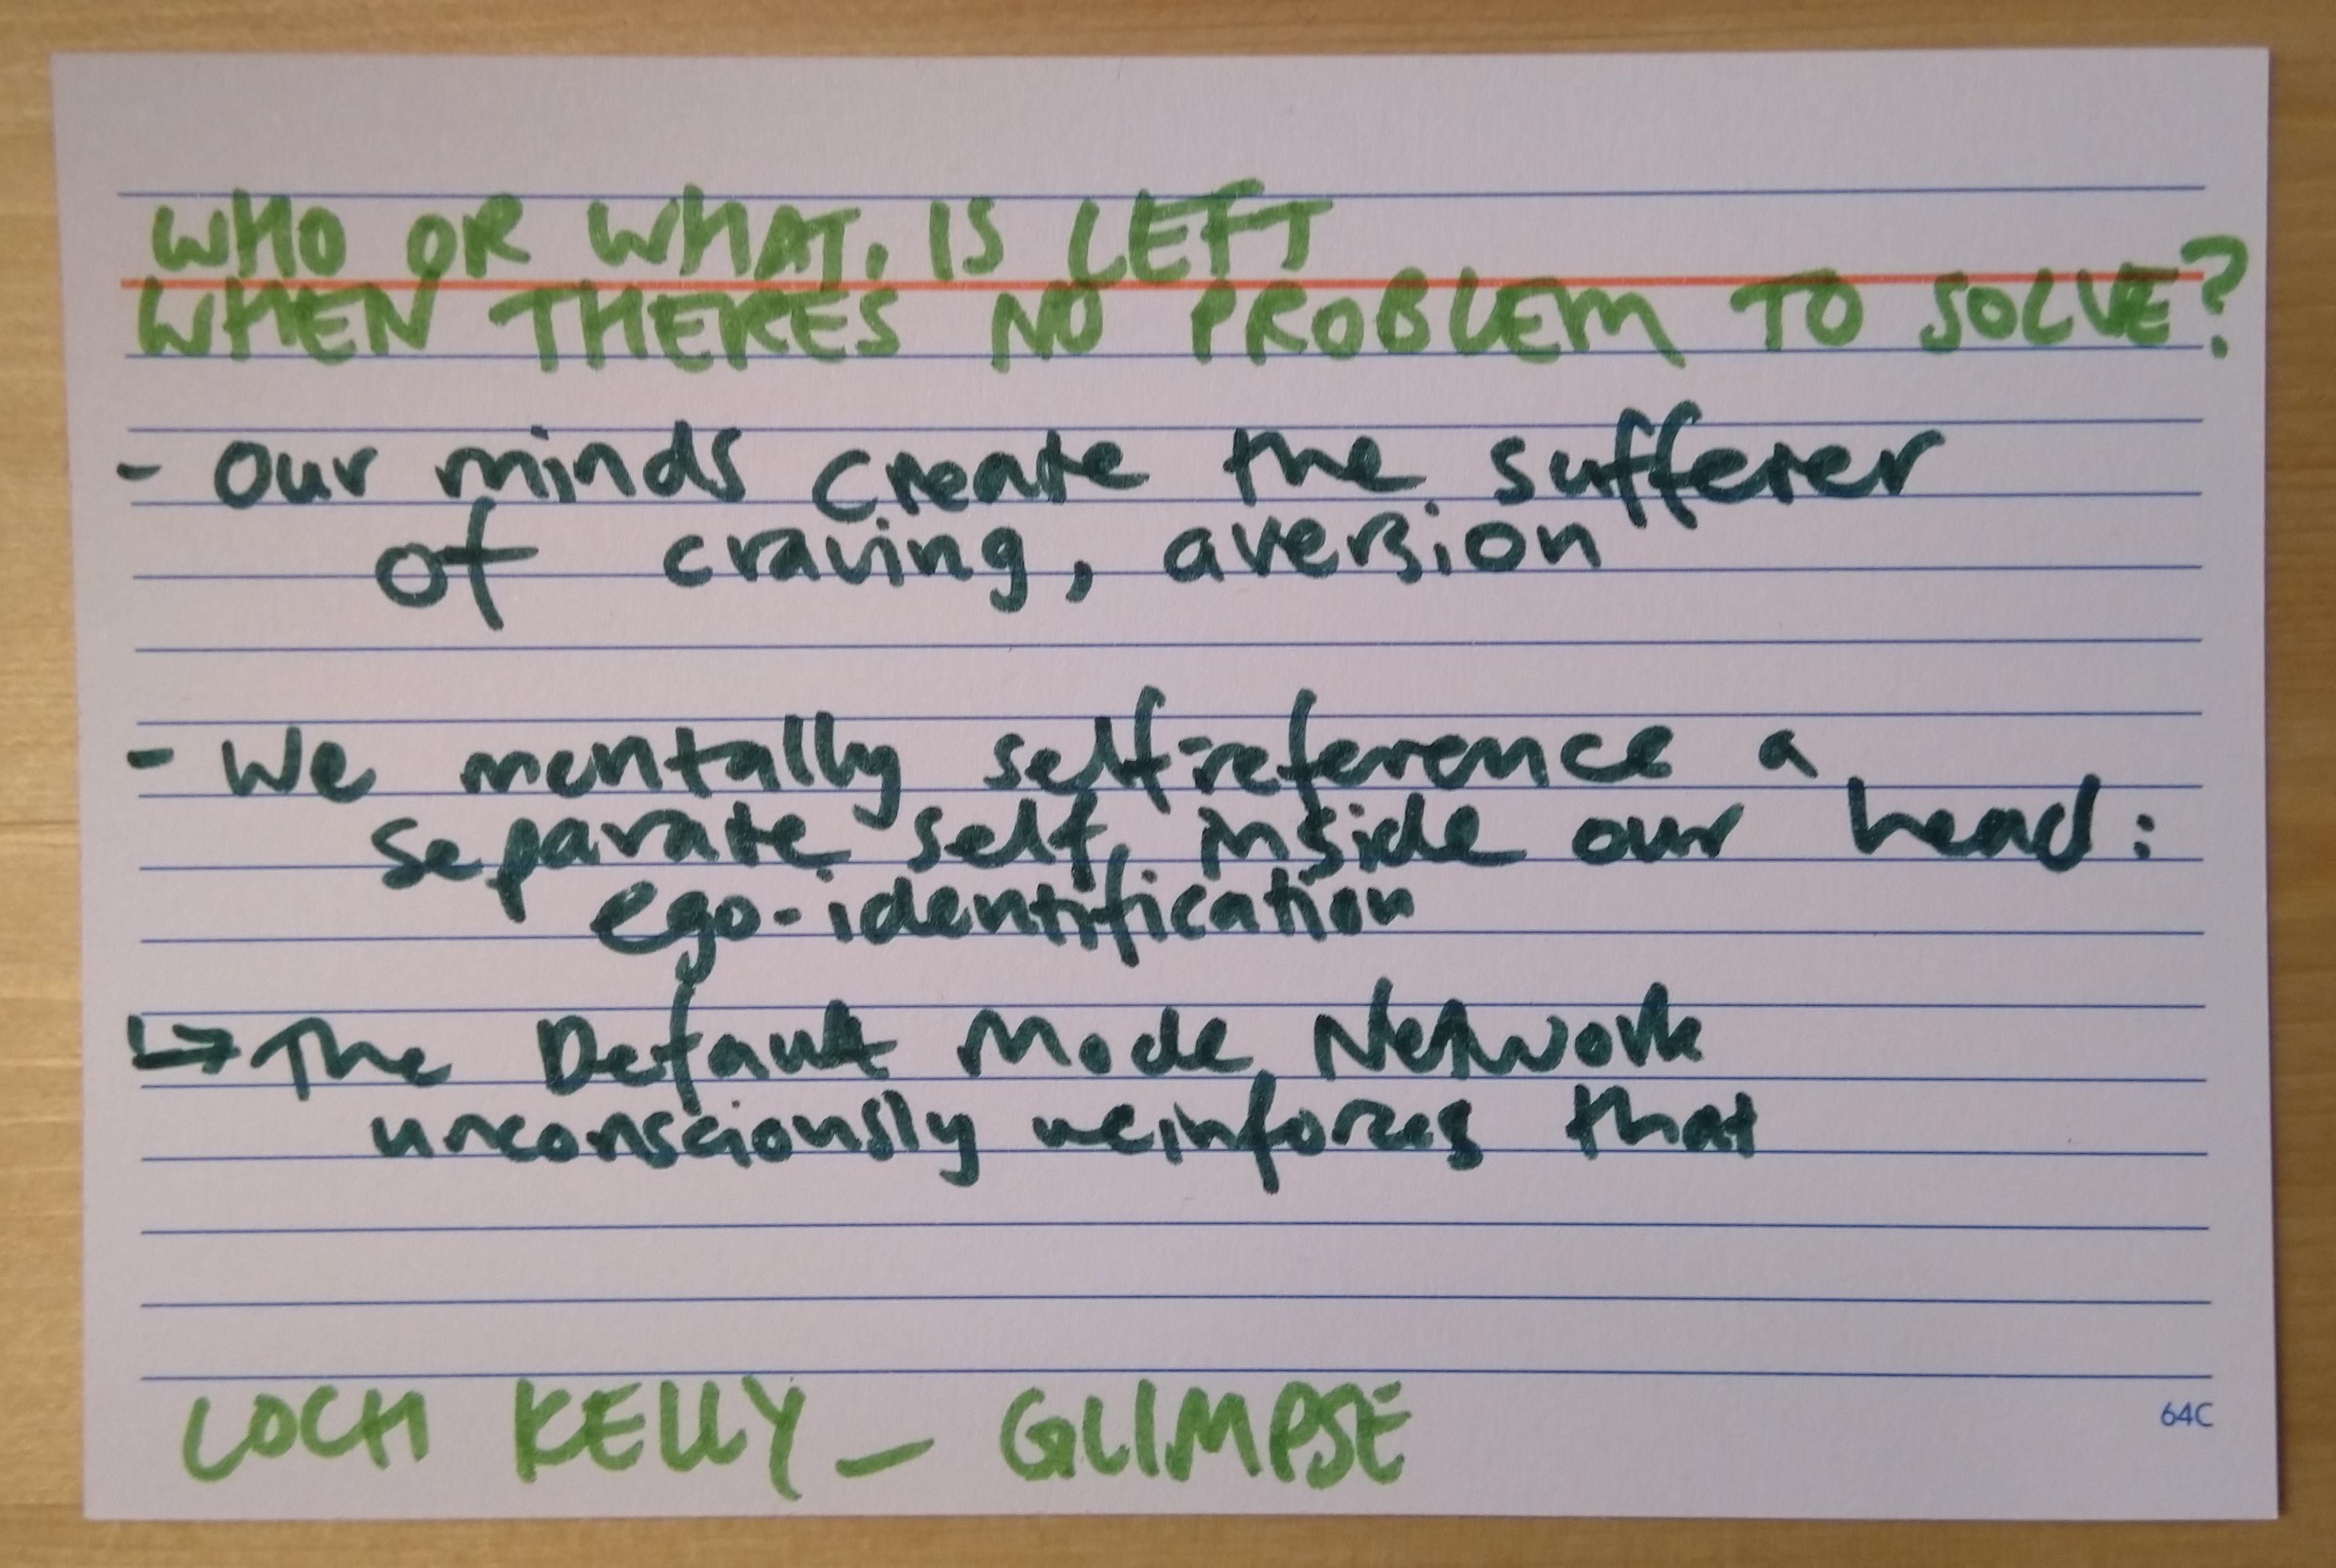 WHO OR WHAT, IS LEFT
WHEN THERES NO PROBLEM TO SOLVE?
- Our minds create the sufferer
of craving, aversion
- We mentally self-reference a
separate self, inside our head:
ego-identification
↳ The Default Mode Network
unconsciously reinforces that
LOCH KELLY - GLIMPSE
64C